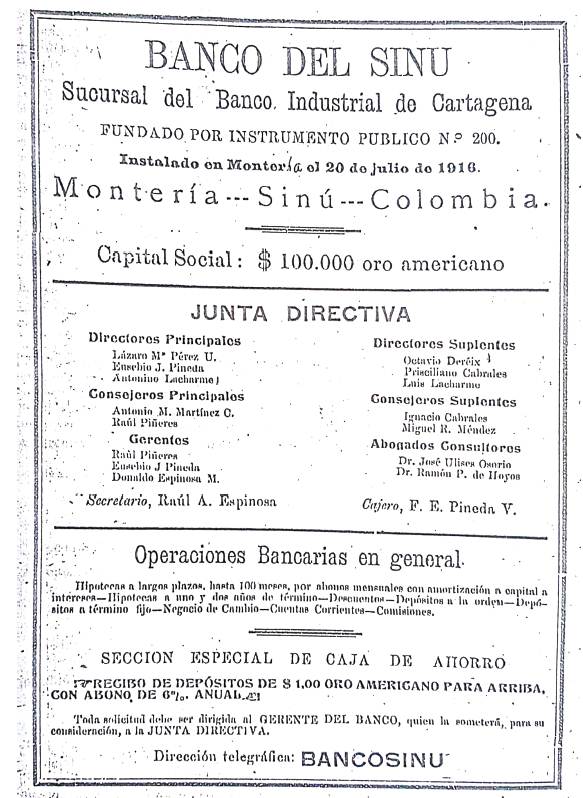 BANCO DEL SINU
Sucursal del Banco Industrial de Cartagena
FUNDADO POR INSTRUMENTO PUBLICO N.º 200.
Instalado en Montería el 20 de julio de 1916.
Montería --- Sinú --- Colombia.
Capital Social: $ 100.000 oro americano
JUNTA DIRECTIVA
Directores Principales
Lázaro Mª Pérez U.
Eusebio J. Pineda
Antonino Lacharme
Consejeros Principales
Antonio M. Martínez C.
Raúl Piñeres
Gerentes
Raúl Piñeres
Eusebio J Pineda
Donaldo Espinosa M.
Secretario, Raúl A. Espinosa
Directores Suplentes
Octavio Deréix
Prisciliano Cabrales
Luis Lacharme
Consejeros Suplentes
Ignacio Cabrales
Miguel R. Méndez
Abogados Consultores
Dr. José Ulises Osorio
Dr. Ramón P. de Hoyos
Cajero, F. E. Pineda V.
Operaciones Bancarias en general.
Hipotecas a largos plazos, hasta 100 meses, por abonos mensuales con amortización a capital a
intereses—Hipotecas a uno y dos años de término—Descuentos—Depósitos a la orden—Depó-
sitos a término fijo—Negocio de Cambio—Cuentas Corrientes—Comisiones.
SECCION ESPECIAL DE CAJA DE AHORRO
☞RECIBO DE DEPÓSITOS DE $ 1,00 ORO AMERICANO PARA ARRIBA,
CON ABONO DE 6%. ANUAL.☜
Toda solicitud debe ser dirigida al GERENTE DEL BANCO, quien la someterá, para su
consideración, a la JUNTA DIRECTIVA.
Dirección telegráfica: BANCOSINU